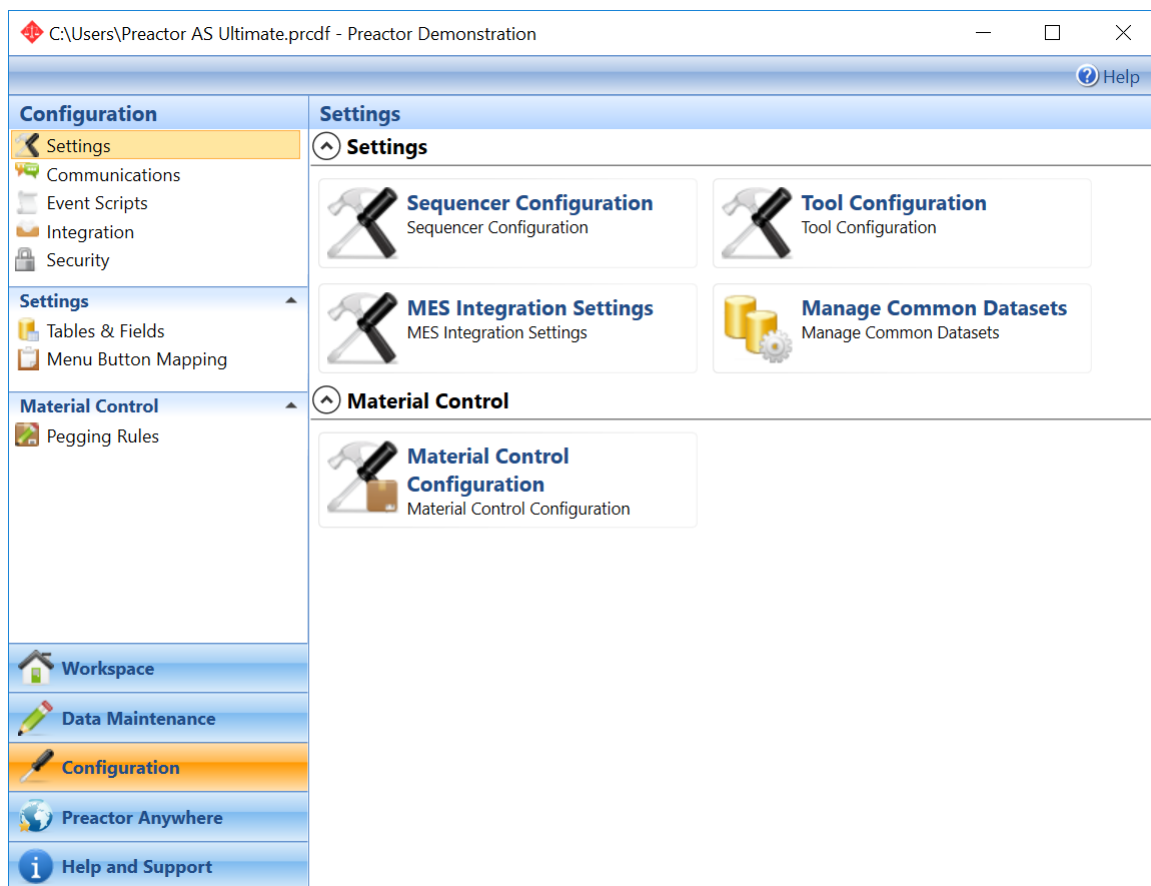 C:\Users\Preactor AS Ultimate.prcdf - Preactor Demonstration
Help
Configuration
Settings
Communications
Event Scripts
Integration
Security
Settings
Tables & Fields
Menu Button Mapping
Material Control
Pegging Rules
Workspace
Data Maintenance
Configuration
Preactor Anywhere
Help and Support
Settings
Settings
Sequencer Configuration
Sequencer Configuration
Tool Configuration
Tool Configuration
MES Integration Settings
MES Integration Settings
Manage Common Datasets
Manage Common Datasets
Material Control
Material Control
Configuration
Material Control Configuration